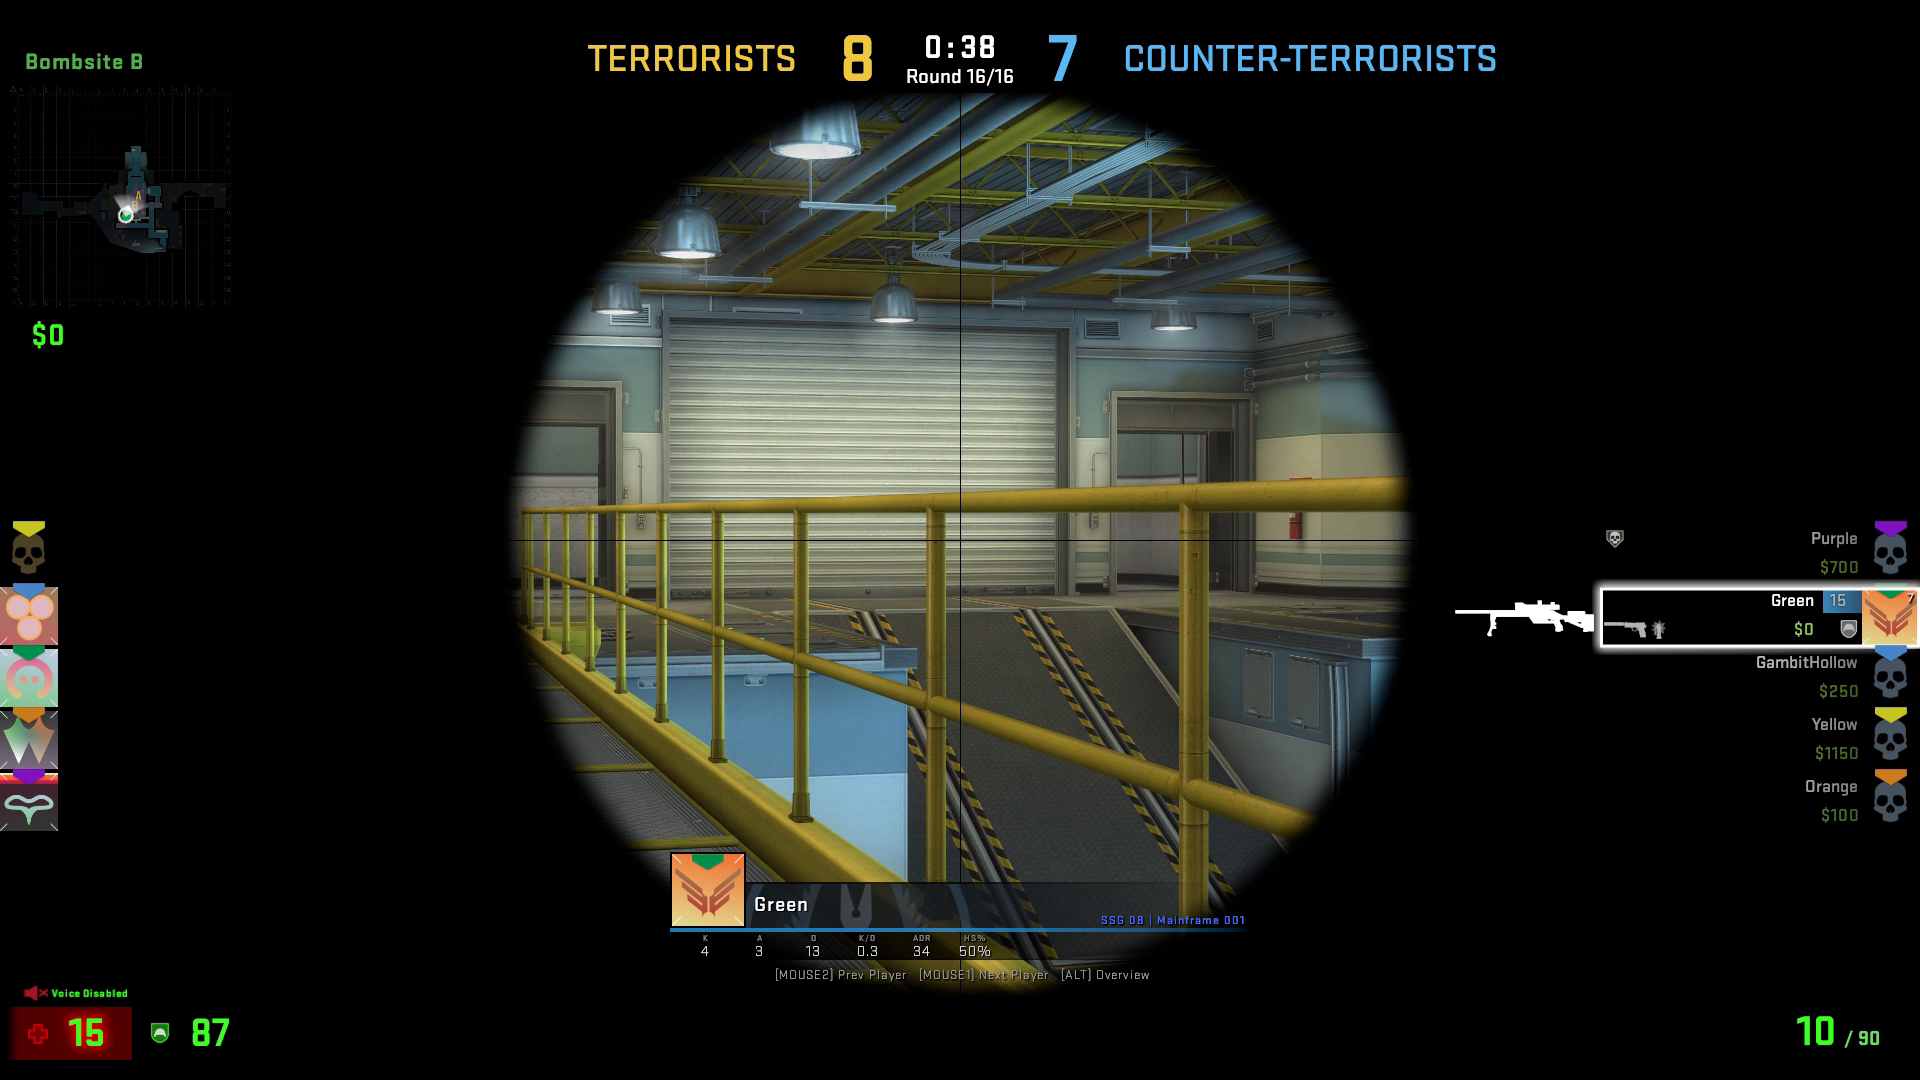 Bombsite B
TERRORISTS 8 0:38 7 COUNTER-TERRORISTS
Round 16/16
A
$0
Purple
$700
Green 15 7
$0
GambitHollow
$250
Yellow
$1150
Orange
$100
Green
SSG 08 | Mainframe 001
K A D K/D ADR HS%
4 3 13 0.3 34 50%
[MOUSE2] Prev Player [MOUSE1] Next Player [ALT] Overview
Voice Disabled
15 87
10 / 90